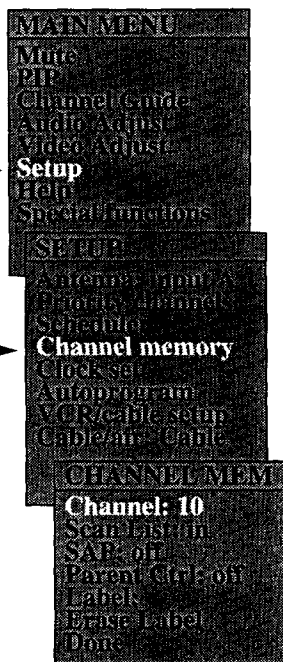 MAIN MENU
Mute
PIP
Channel Guide
Audio Adjust
Video Adjust
Setup
Help
Special functions
SETUP
Antenna: input A
Priority channels
Schedule
Channel memory
Clock set
Autoprogram
VCR/cable setup
Cable/air: Cable
CHANNEL MEM
Channel: 10
Scan List: in
SAP: off
Parent Ctrl: off
Label:
Erase Label
Done